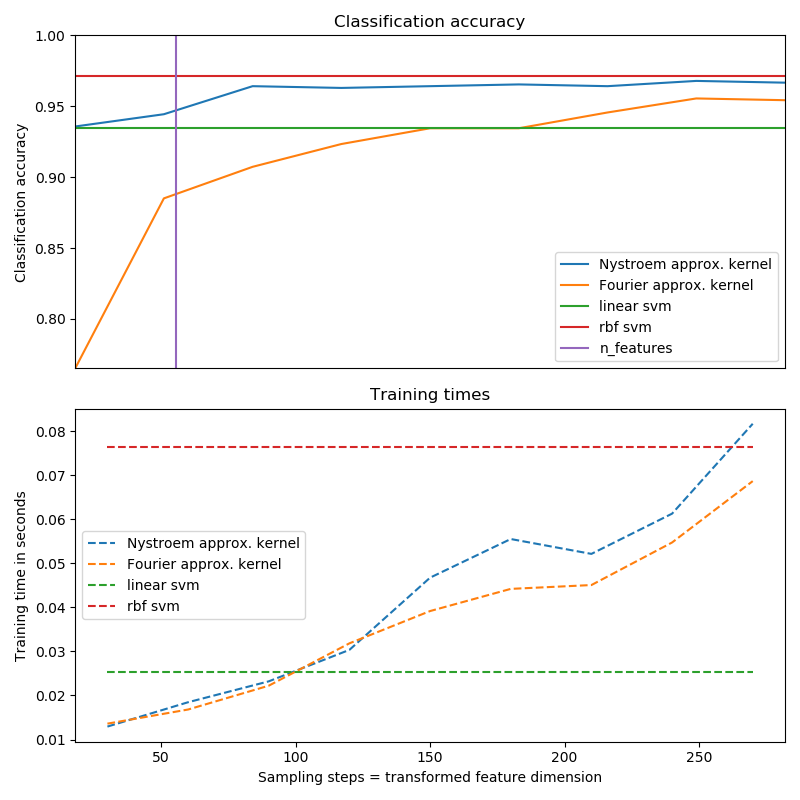 Classification accuracy
1.00
0.95
0.90
0.85
0.80
Classification accuracy
Nystroem approx. kernel
Fourier approx. kernel
linear svm
rbf svm
n_features
Training times
0.08
0.07
0.06
0.05
0.04
0.03
0.02
0.01
Training time in seconds
Nystroem approx. kernel
Fourier approx. kernel
linear svm
rbf svm
50 100 150 200 250
Sampling steps = transformed feature dimension